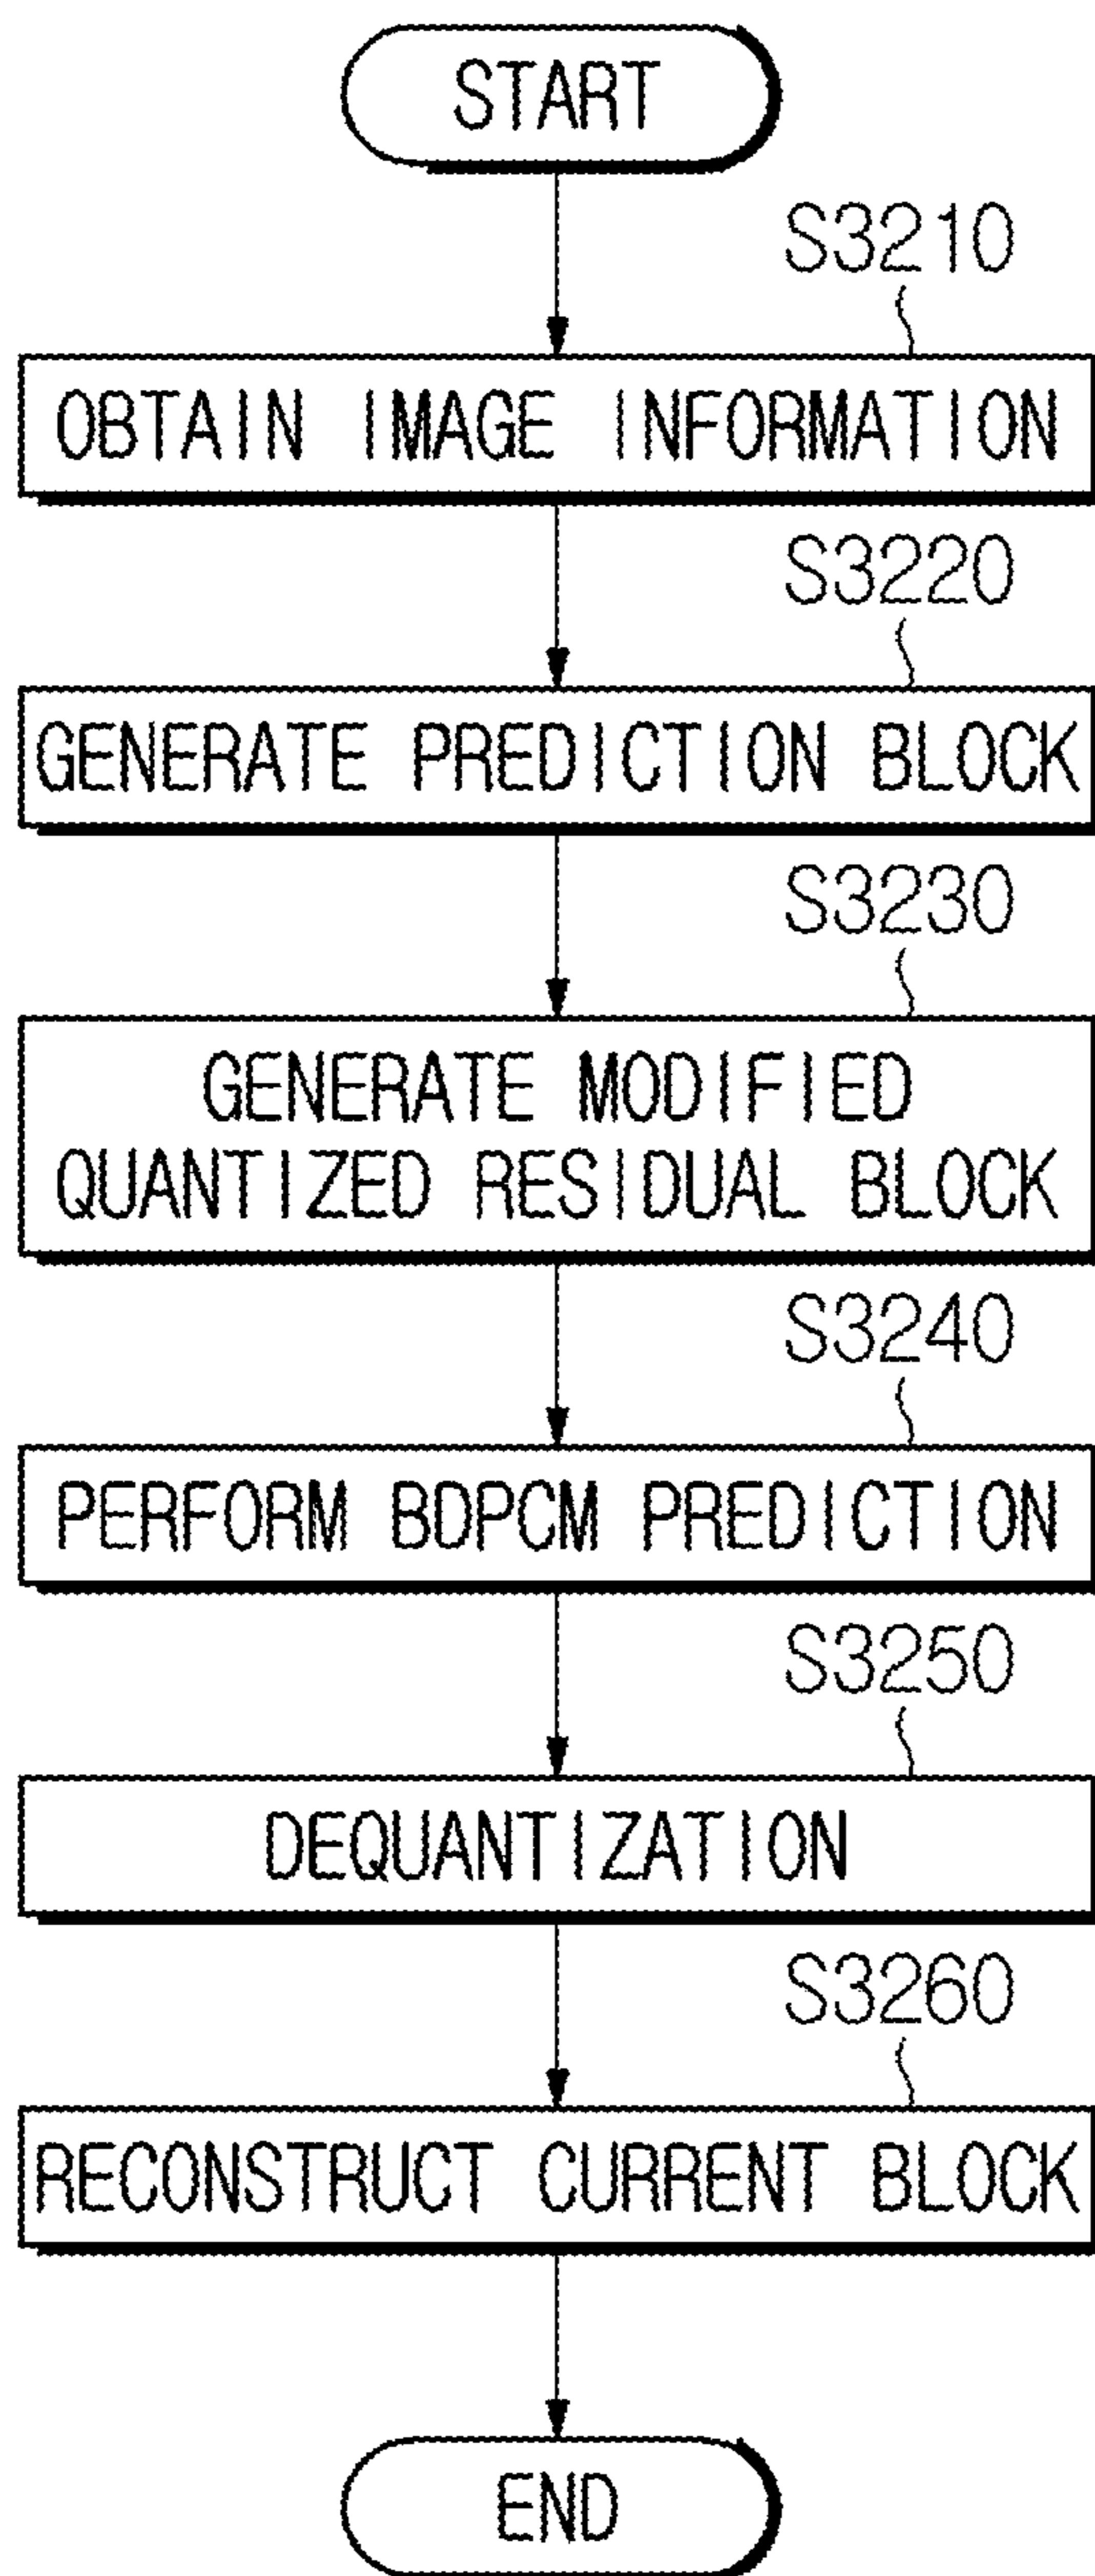 START
S3210
OBTAIN IMAGE INFORMATION
S3220
GENERATE PREDICTION BLOCK
S3230
GENERATE MODIFIED
QUANTIZED RESIDUAL BLOCK
S3240
PERFORM BDPCM PREDICTION
S3250
DEQUANTIZATION
S3260
RECONSTRUCT CURRENT BLOCK
END